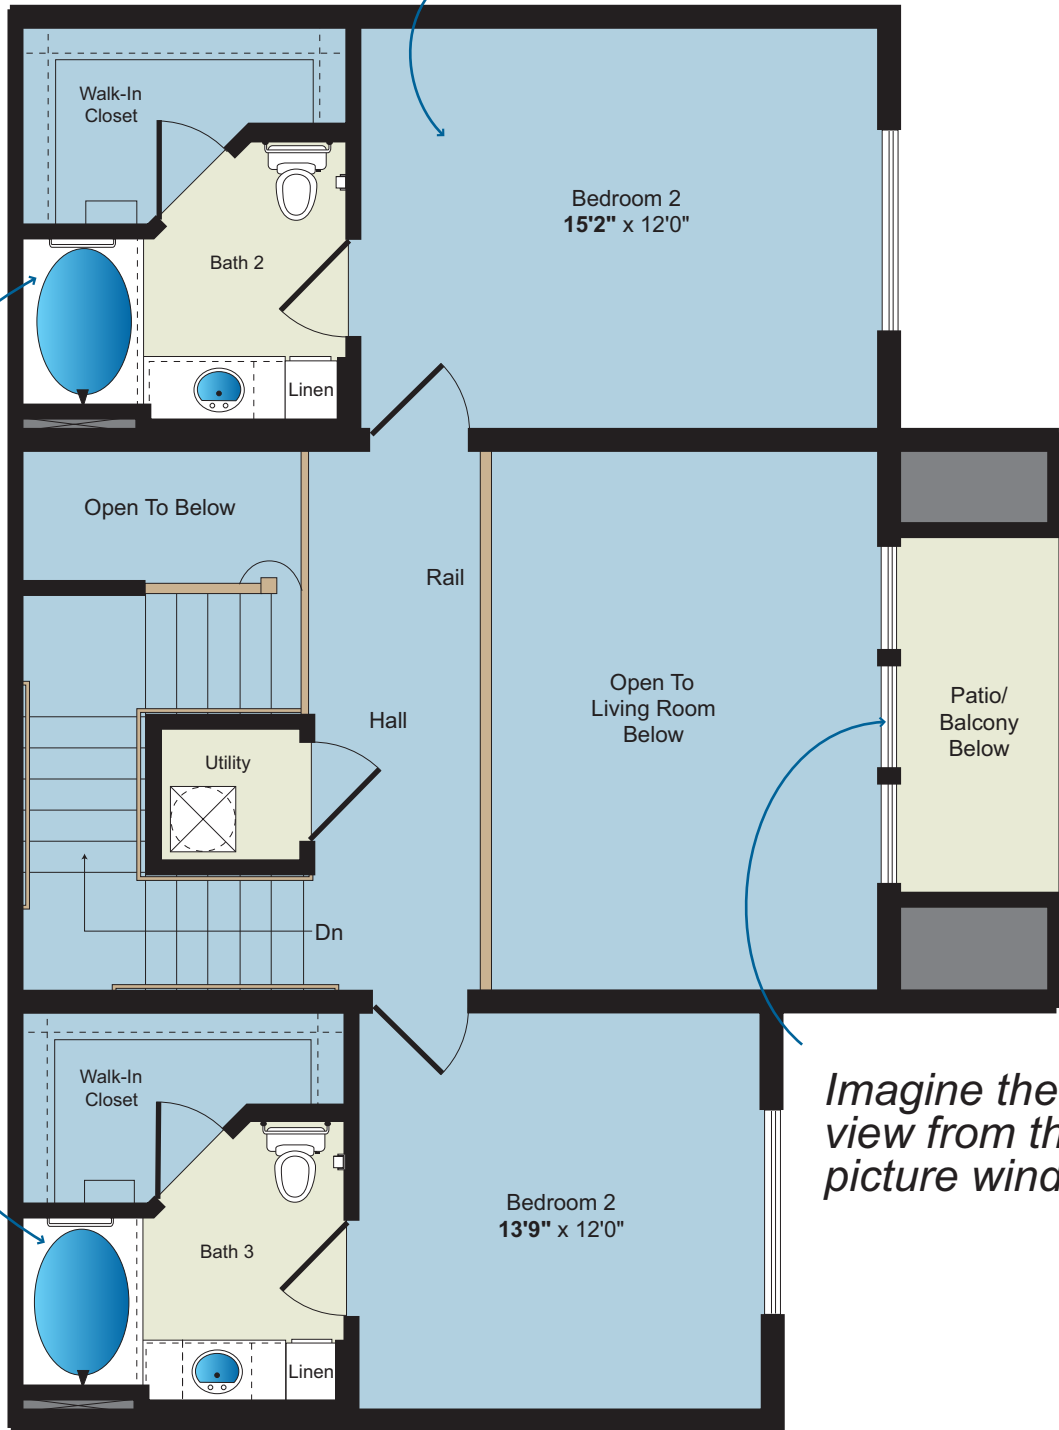 Walk-In
Closet
Bedroom 2
15'2" x 12'0"
Bath 2
Linen
Open To Below
Rail
Hall
Open To
Living Room
Below
Patio/
Balcony
Below
Utility
Dn
Walk-In
Closet
Imagine the
view from
picture
Bedroom 2
13'9" x 12'0"
Bath 3
Linen